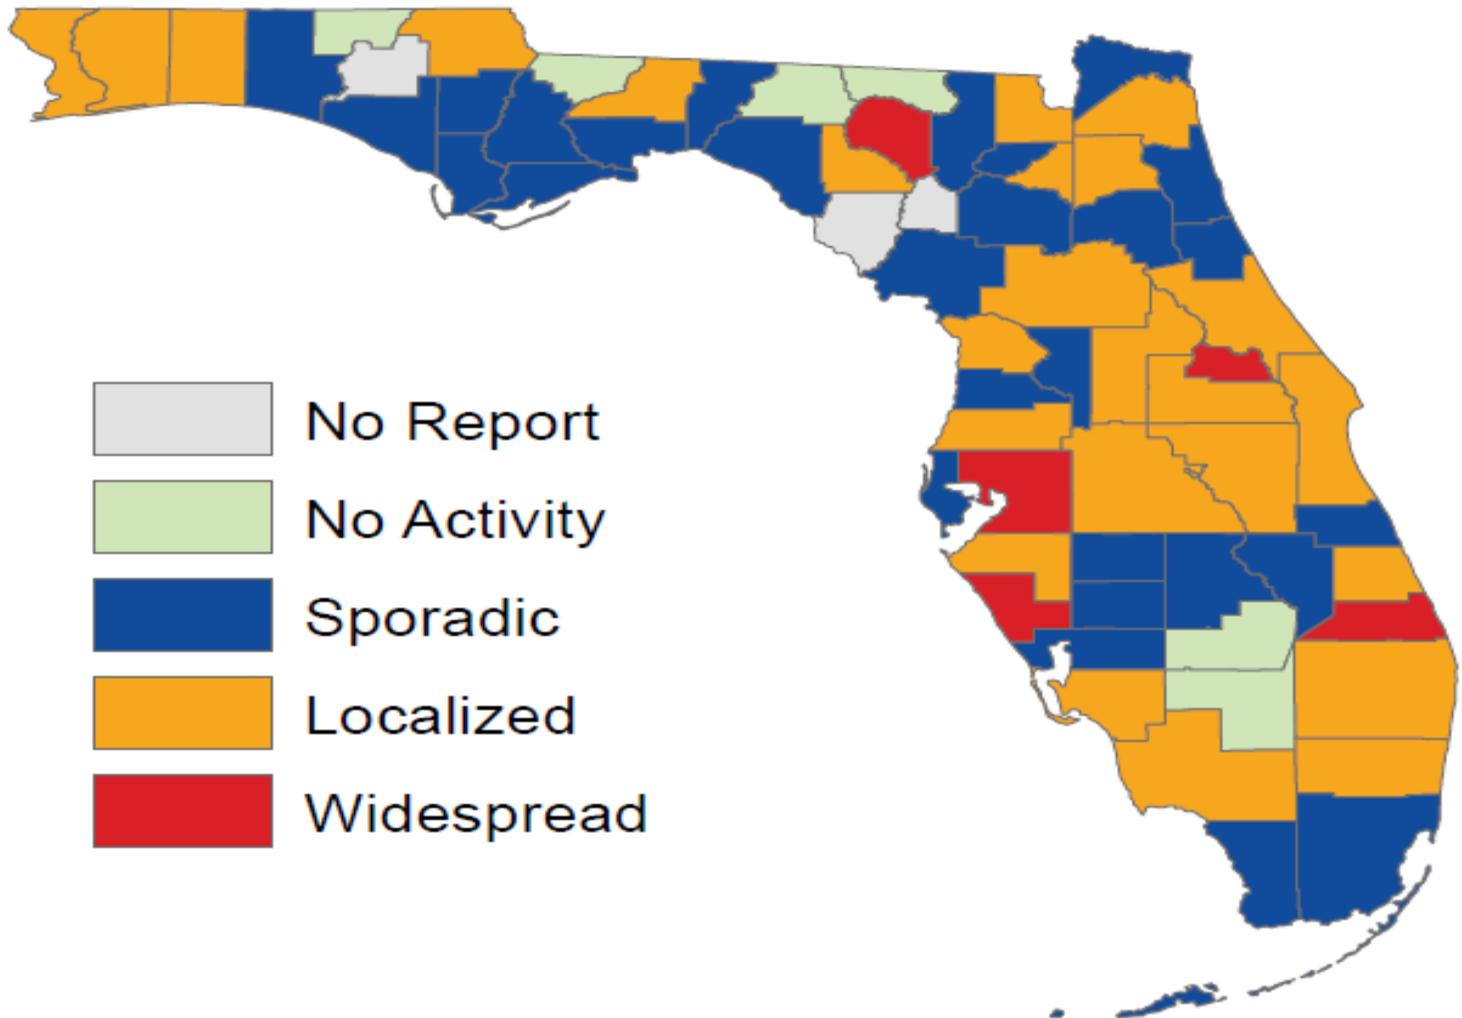 No Report
No Activity
Sporadic
Localized
Widespread